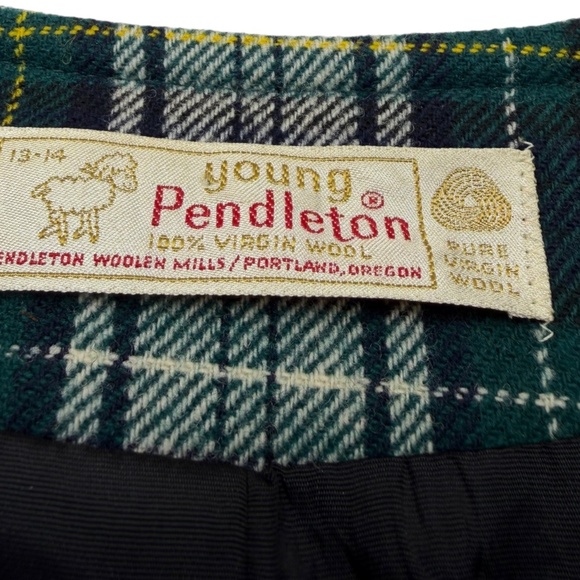 13-14
young
Pendleton®
100% VIRGIN WOOL
ENDLETON WOOLEN MILLS/PORTLAND, OREGON
PURE
VIRGIN
WOOL